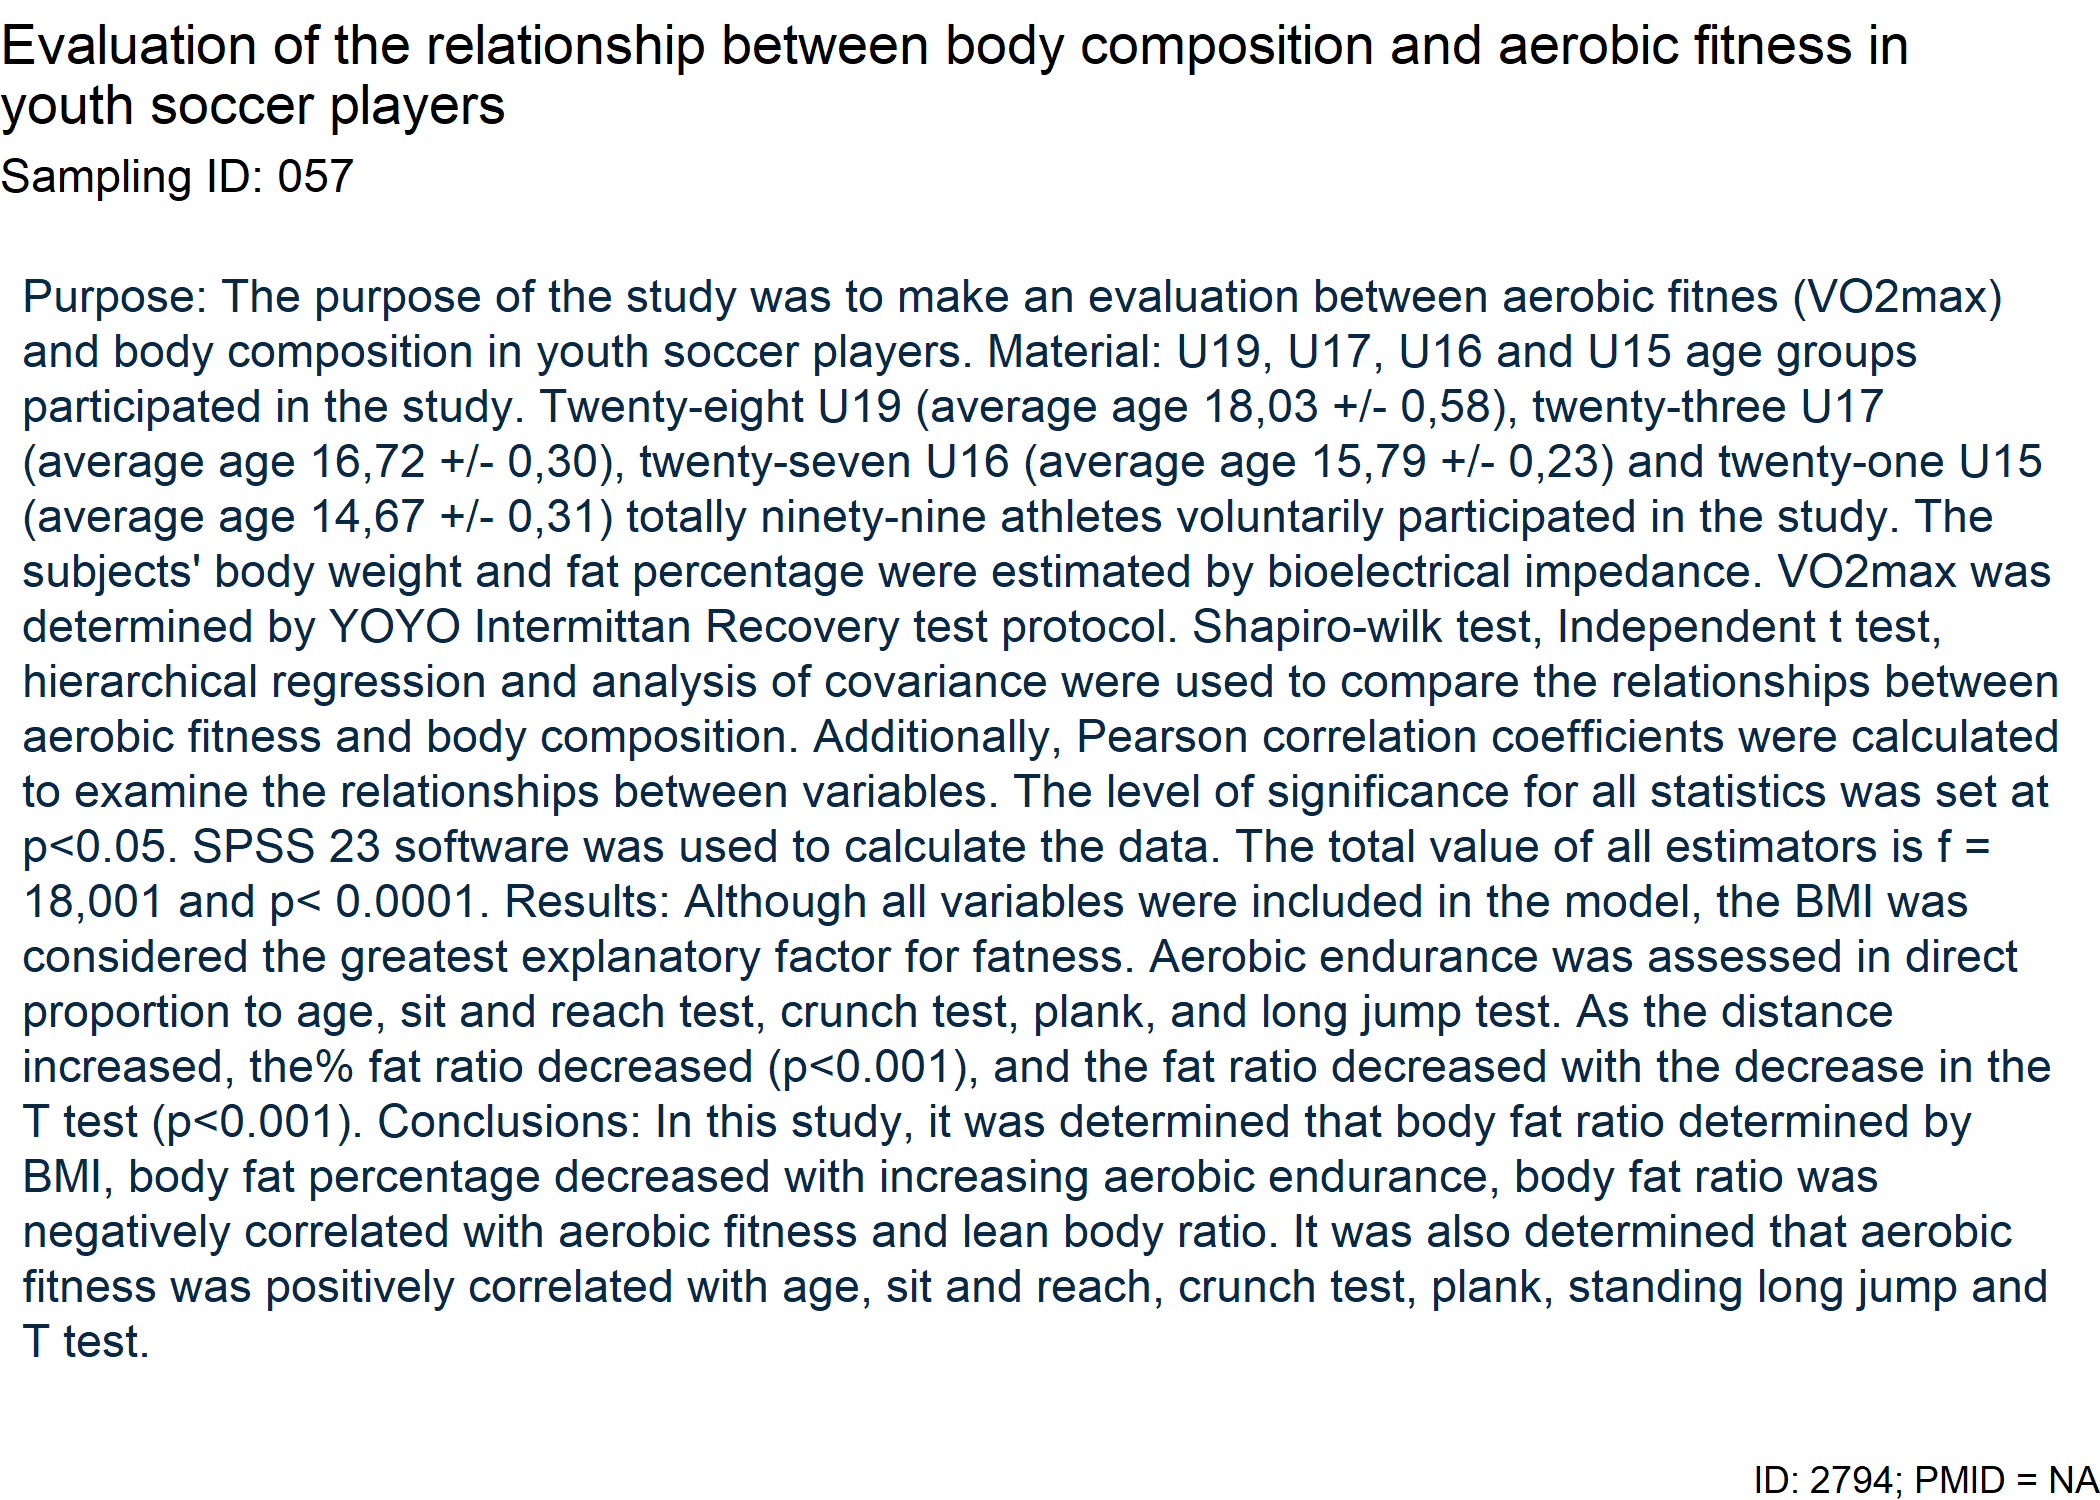 Evaluation of the relationship between body composition and aerobic fitness in
youth soccer players
Sampling ID: 057
Purpose: The purpose of the study was to make an evaluation between aerobic fitnes (VO2max)
and body composition in youth soccer players. Material: U19, U17, U16 and U15 age groups
participated in the study. Twenty-eight U19 (average age 18,03 +/- 0,58), twenty-three U17
(average age 16,72 +/- 0,30), twenty-seven U16 (average age 15,79 +/- 0,23) and twenty-one U15
(average age 14,67 +/- 0,31) totally ninety-nine athletes voluntarily participated in the study. The
subjects' body weight and fat percentage were estimated by bioelectrical impedance. VO2max was
determined by YOYO Intermittan Recovery test protocol. Shapiro-wilk test, Independent t test,
hierarchical regression and analysis of covariance were used to compare the relationships between
aerobic fitness and body composition. Additionally, Pearson correlation coefficients were calculated
to examine the relationships between variables. The level of significance for all statistics was set at
p<0.05. SPSS 23 software was used to calculate the data. The total value of all estimators is f =
18,001 and p< 0.0001. Results: Although all variables were included in the model, the BMI was
considered the greatest explanatory factor for fatness. Aerobic endurance was assessed in direct
proportion to age, sit and reach test, crunch test, plank, and long jump test. As the distance
increased, the% fat ratio decreased (p<0.001), and the fat ratio decreased with the decrease in the
T test (p<0.001). Conclusions: In this study, it was determined that body fat ratio determined by
BMI, body fat percentage decreased with increasing aerobic endurance, body fat ratio was
negatively correlated with aerobic fitness and lean body ratio. It was also determined that aerobic
fitness was positively correlated with age, sit and reach, crunch test, plank, standing long jump and
T test.
ID: 2794; PMID = NA